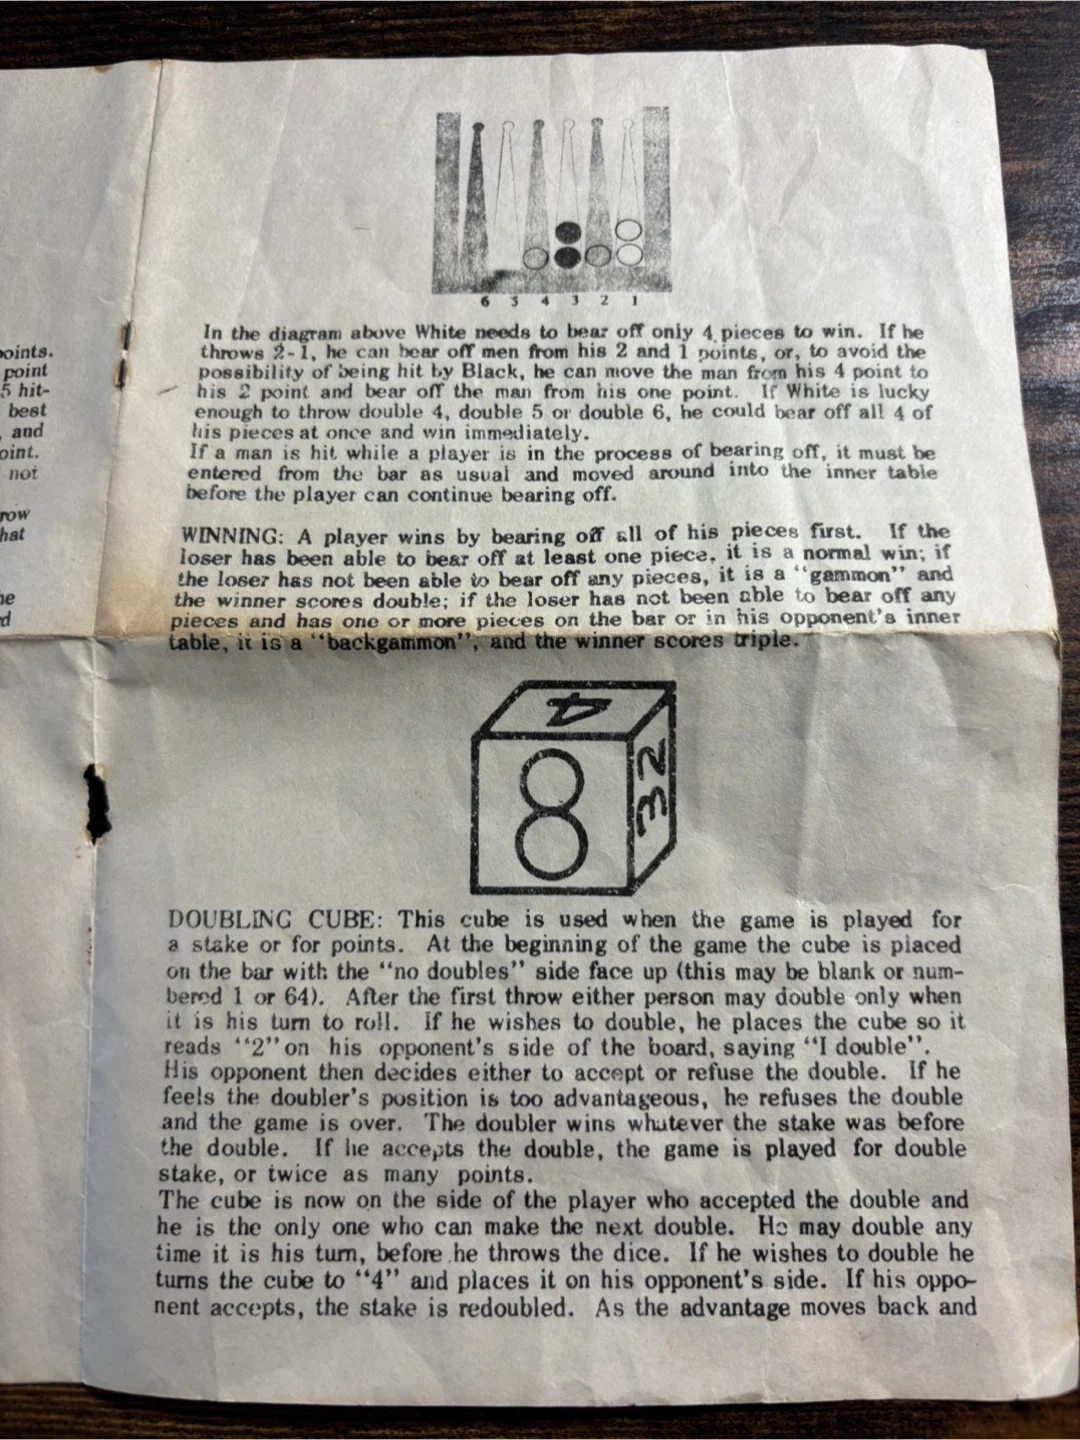 points.
point
5 hit-
best
, and
point.
not
row
hat
6 5 4 3 2 1
In the diagram above White needs to bear off only 4 pieces to win. If he
throws 2-1, he can bear off men from his 2 and 1 points, or, to avoid the
possibility of being hit by Black, he can move the man from his 4 point to
his 2 point and bear off the man from his one point. If White is lucky
enough to throw double 4, double 5 or double 6, he could bear off all 4 of
his pieces at once and win immediately.
If a man is hit while a player is in the process of bearing off, it must be
entered from the bar as usual and moved around into the inner table
before the player can continue bearing off.
WINNING: A player wins by bearing off all of his pieces first. If the
loser has been able to bear off at least one piece, it is a normal win; if
the loser has not been able to bear off any pieces, it is a "gammon" and
the winner scores double; if the loser has not been able to bear off any
pieces and has one or more pieces on the bar or in his opponent's inner
table, it is a "backgammon", and the winner scores triple.
4
8
32
DOUBLING CUBE: This cube is used when the game is played for
a stake or for points. At the beginning of the game the cube is placed
on the bar with the "no doubles" side face up (this may be blank or num-
bered 1 or 64). After the first throw either person may double only when
it is his turn to roll. If he wishes to double, he places the cube so it
reads "2" on his opponent's side of the board, saying "I double".
His opponent then decides either to accept or refuse the double. If he
feels the doubler's position is too advantageous, he refuses the double
and the game is over. The doubler wins whatever the stake was before
the double. If he accepts the double, the game is played for double
stake, or twice as many points.
The cube is now on the side of the player who accepted the double and
he is the only one who can make the next double. He may double any
time it is his turn, before he throws the dice. If he wishes to double he
turns the cube to "4" and places it on his opponent's side. If his oppo-
nent accepts, the stake is redoubled. As the advantage moves back and